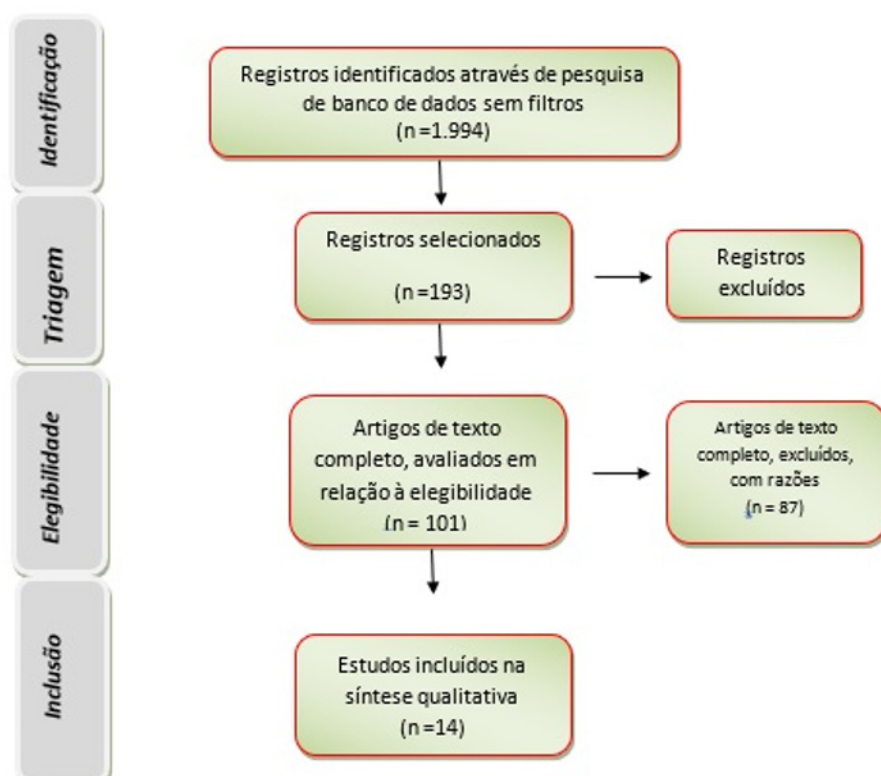 Identificação
Registros identificados através de pesquisa
de banco de dados sem filtros
(n =1.994)
Triagem
Registros selecionados
(n=193)
Registros
excluídos
Elegibilidade
Artigos de texto
completo, avaliados em
relação à elegibilidade
(n = 101)
Artigos de texto
completo, excluídos,
com razões
(n = 87)
Inclusão
Estudos incluídos na
síntese qualitativa
(n=14)